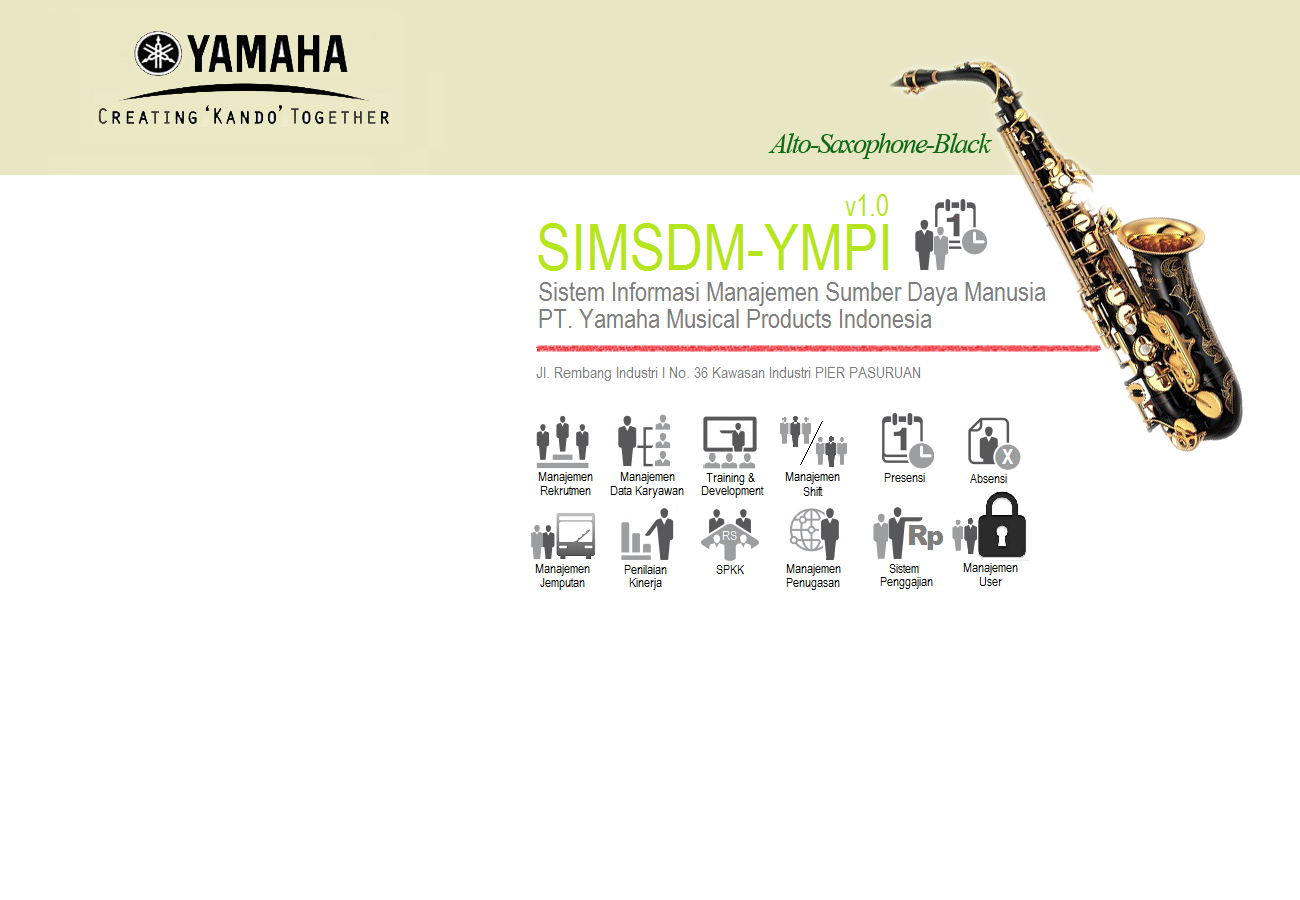 YAMAHA
CREATING 'KANDO' TOGETHER
Alto-Saxophone-Black
v1.0
SIMSDM-YMPI
1
Sistem Informasi Manajemen Sumber Daya Manusia
PT. Yamaha Musical Products Indonesia
Jl. Rembang Industri I No. 36 Kawasan Industri PIER PASURUAN
1
X
Manajemen
Rekrutmen
Manajemen
Data Karyawan
Training &
Development
Manajemen
Shift
Presensi
Absensi
RS
Rp
Manajemen
Jemputan
Penilaian
Kinerja
SPKK
Manajemen
Penugasan
Sistem
Penggajian
Manajemen
User